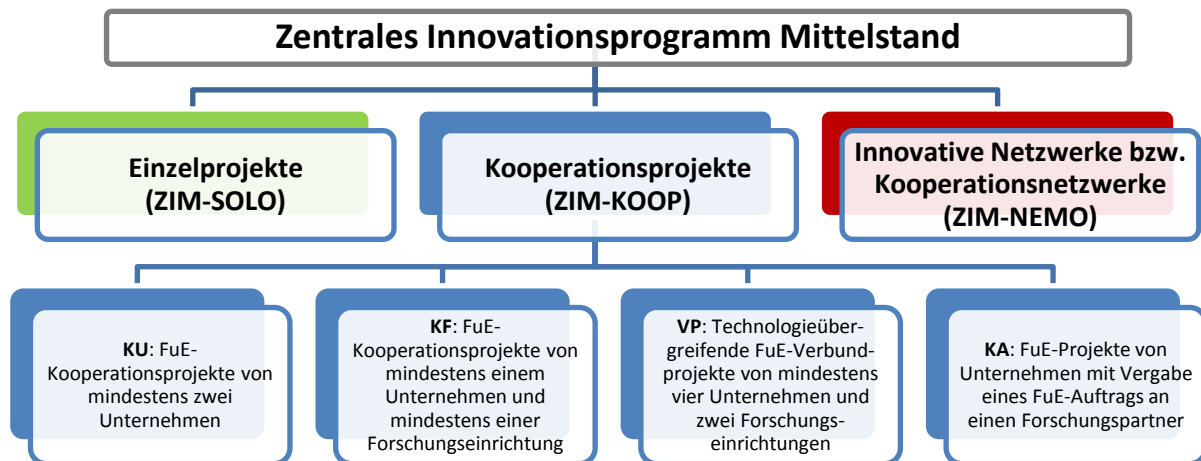 Zentrales Innovationsprogramm Mittelstand
Einzelprojekte
(ZIM-SOLO)
Kooperationsprojekte
(ZIM-KOOP)
Innovative Netzwerke bzw.
Kooperationsnetzwerke
(ZIM-NEMO)
KU: FuE-
Kooperationsprojekte von
mindestens zwei
Unternehmen
KF: FuE-
Kooperationsprojekte von
mindestens einem
Unternehmen und
mindestens einer
Forschungseinrichtung
VP: Technologieüber-
greifende FuE-Verbund-
projekte von mindestens
vier Unternehmen und
zwei Forschungs-
einrichtungen
KA: FuE-Projekte von
Unternehmen mit Vergabe
eines FuE-Auftrags an
einen Forschungspartner